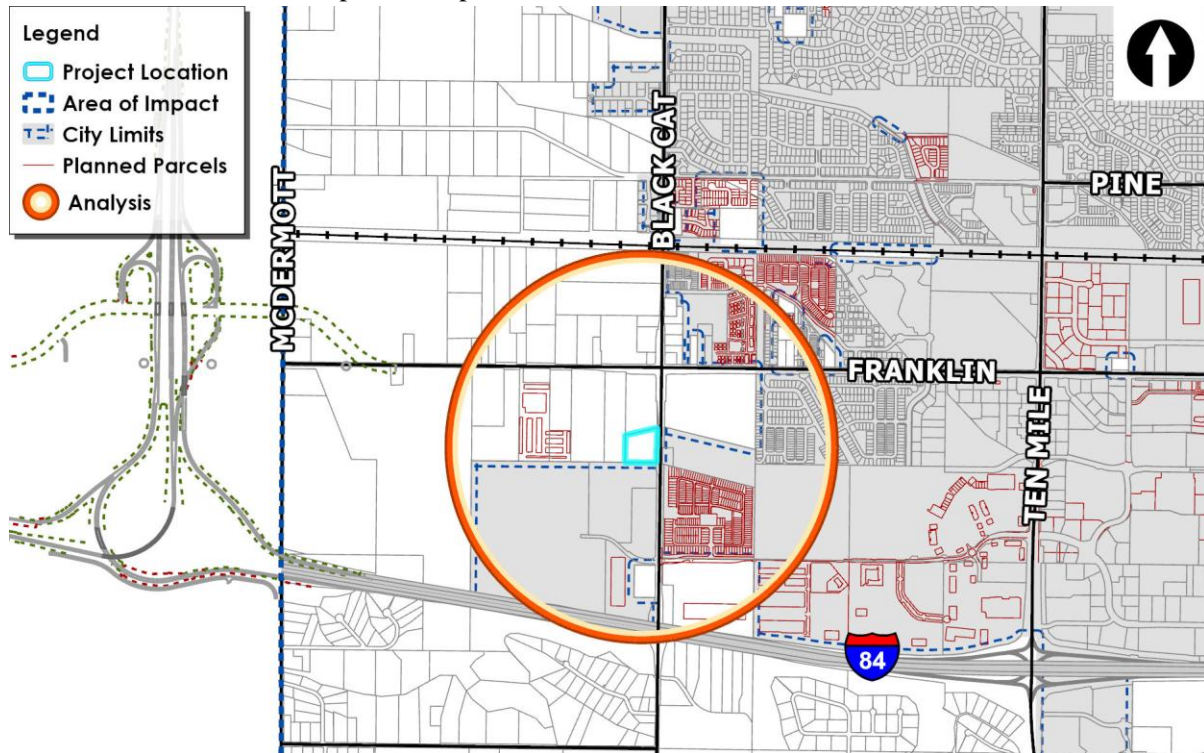 Legend
Project Location
Area of Impact
City Limits
Planned Parcels
Analysis
MCDERMOTT
BLACK CAT
PINE
FRANKLIN
TEN MILE
84